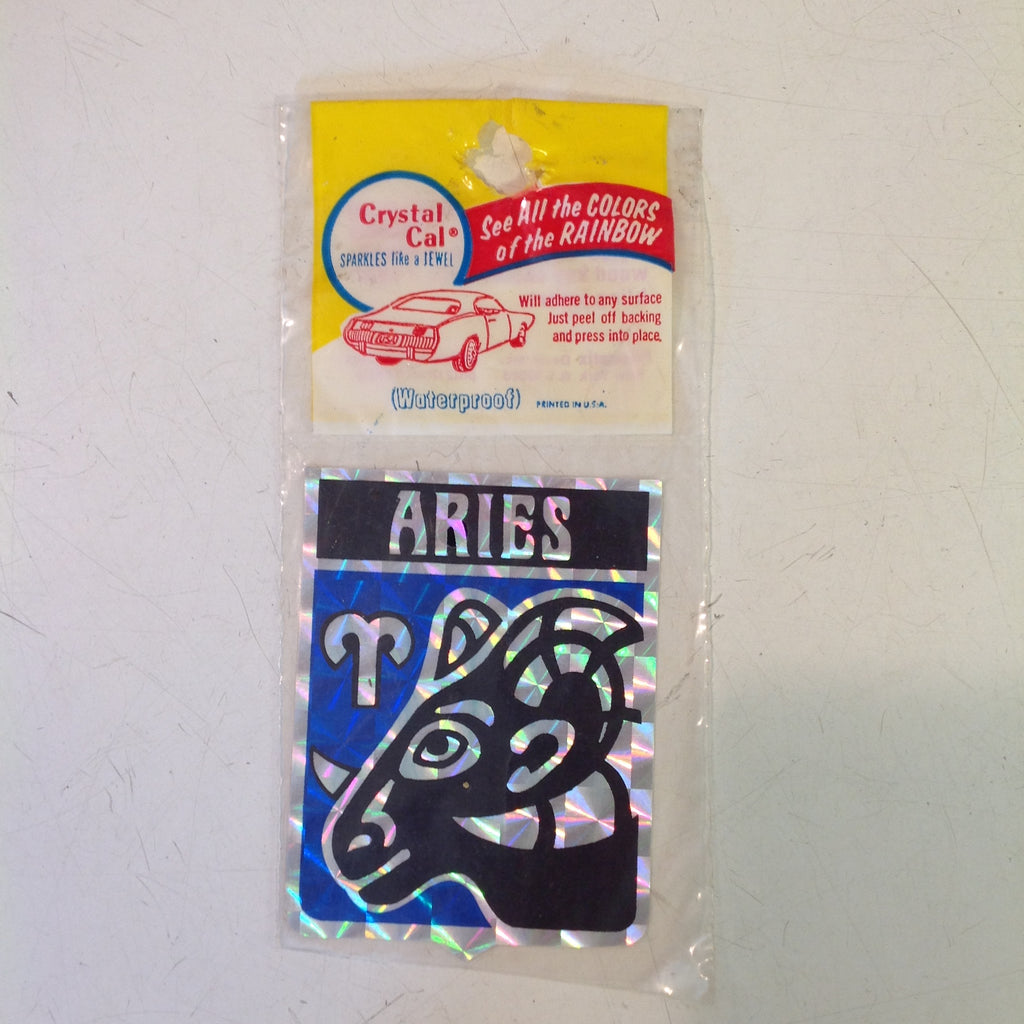 Crystal
Cal®
SPARKLES like a JEWEL
See All the COLORS
of the RAINBOW
Will adhere to any surface
Just peel off backing
and press into place.
USA
(Waterproof)
PRINTED IN U.S.A.
ARIES